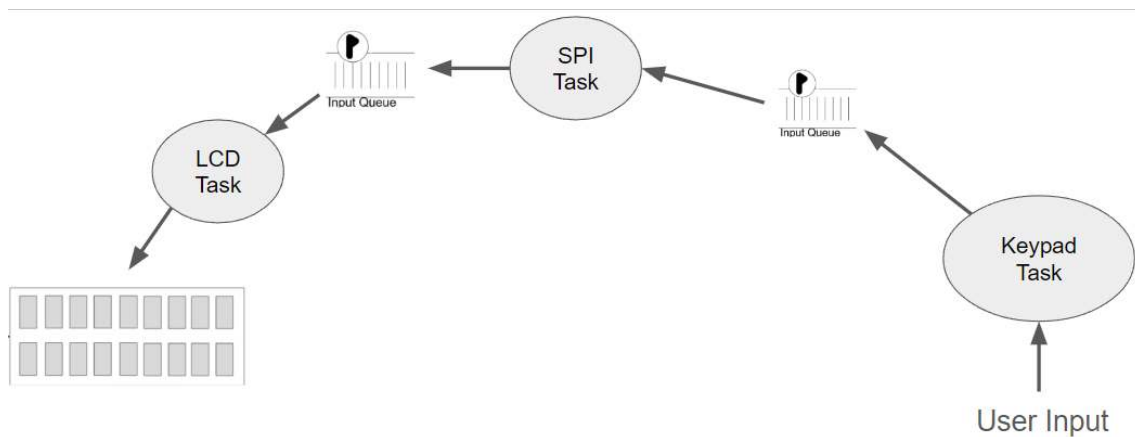 SPI
Task
Input Queue
Input Queue
LCD
Task
Keypad
Task
User Input